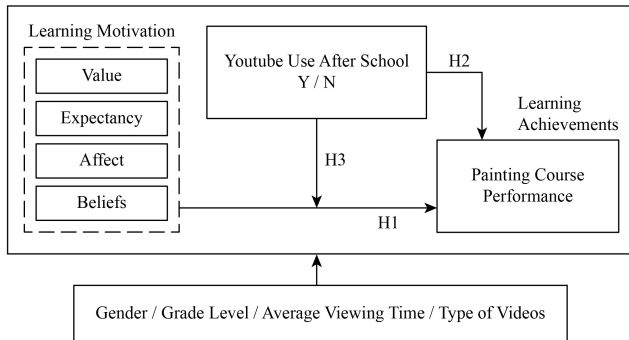 Learning Motivation
Value
Expectancy
Affect
Beliefs
Youtube Use After School
Y / N
H2
H3
H1
Learning
Achievements
Painting Course
Performance
Gender / Grade Level / Average Viewing Time / Type of Videos